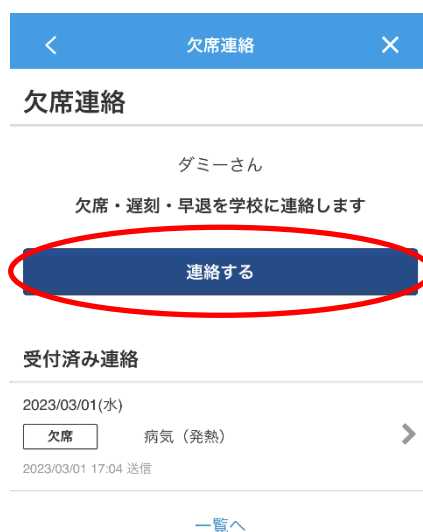 欠席連絡
欠席連絡
ダミーさん
欠席・遅刻・早退を学校に連絡します
連絡する
受付済み連絡
2023/03/01(水)
欠席 病気（発熱）
2023/03/01 17:04 送信
一覧へ